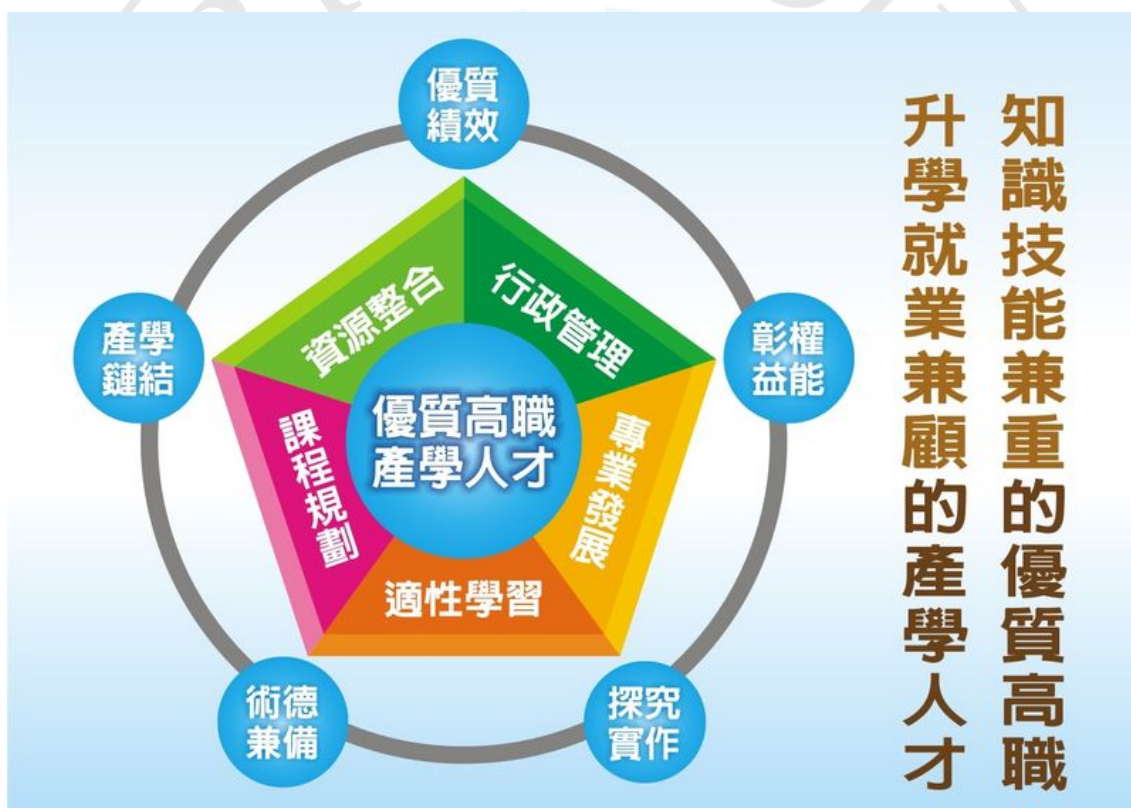 優質
績效
產學
鏈結
彰權
益能
術德
兼備
探究
實作
資源整合
行政管理
課程規劃
專業發展
適性學習
優質高職
產學人才
知識技能兼重的優質高職
升學就業兼顧的產學人才